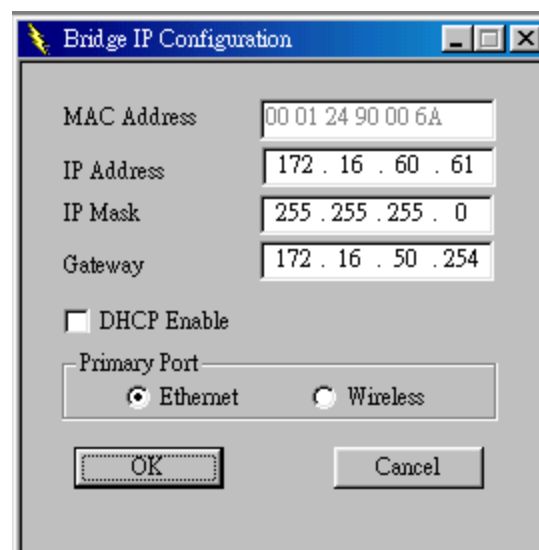 Bridge IP Configuration
MAC Address 00 01 24 90 00 6A
IP Address 172 . 16 . 60 . 61
IP Mask 255 . 255 . 255 . 0
Gateway 172 . 16 . 50 . 254
DHCP Enable
Primary Port
Ethernet Wireless
OK Cancel